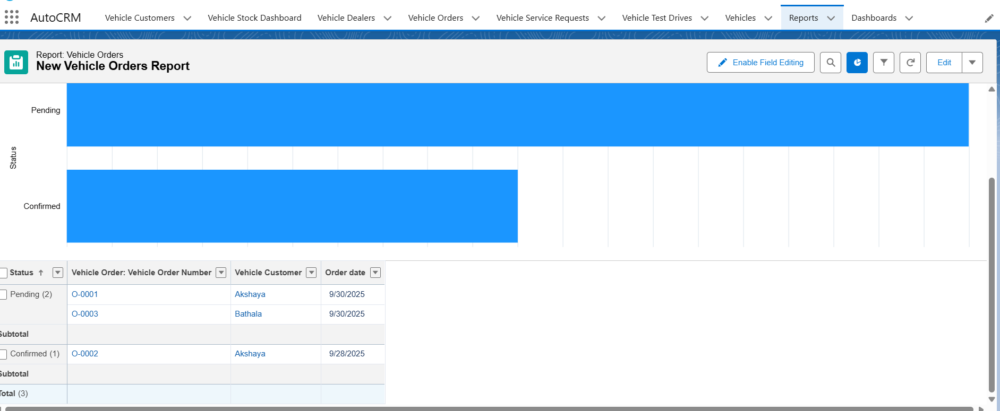 AutoCRM Vehicle Customers Vehicle Stock Dashboard Vehicle Dealers Vehicle Orders Vehicle Service Requests Vehicle Test Drives Vehicles Reports Dashboards
Report: Vehicle Orders
New Vehicle Orders Report
Enable Field Editing Edit
Pending
Status
Confirmed
Status ↑ Vehicle Order: Vehicle Order Number Vehicle Customer Order date
Pending (2) O-0001 Akshaya 9/30/2025
O-0003 Bathala 9/30/2025
Subtotal
Confirmed (1) O-0002 Akshaya 9/28/2025
Subtotal
Total (3)